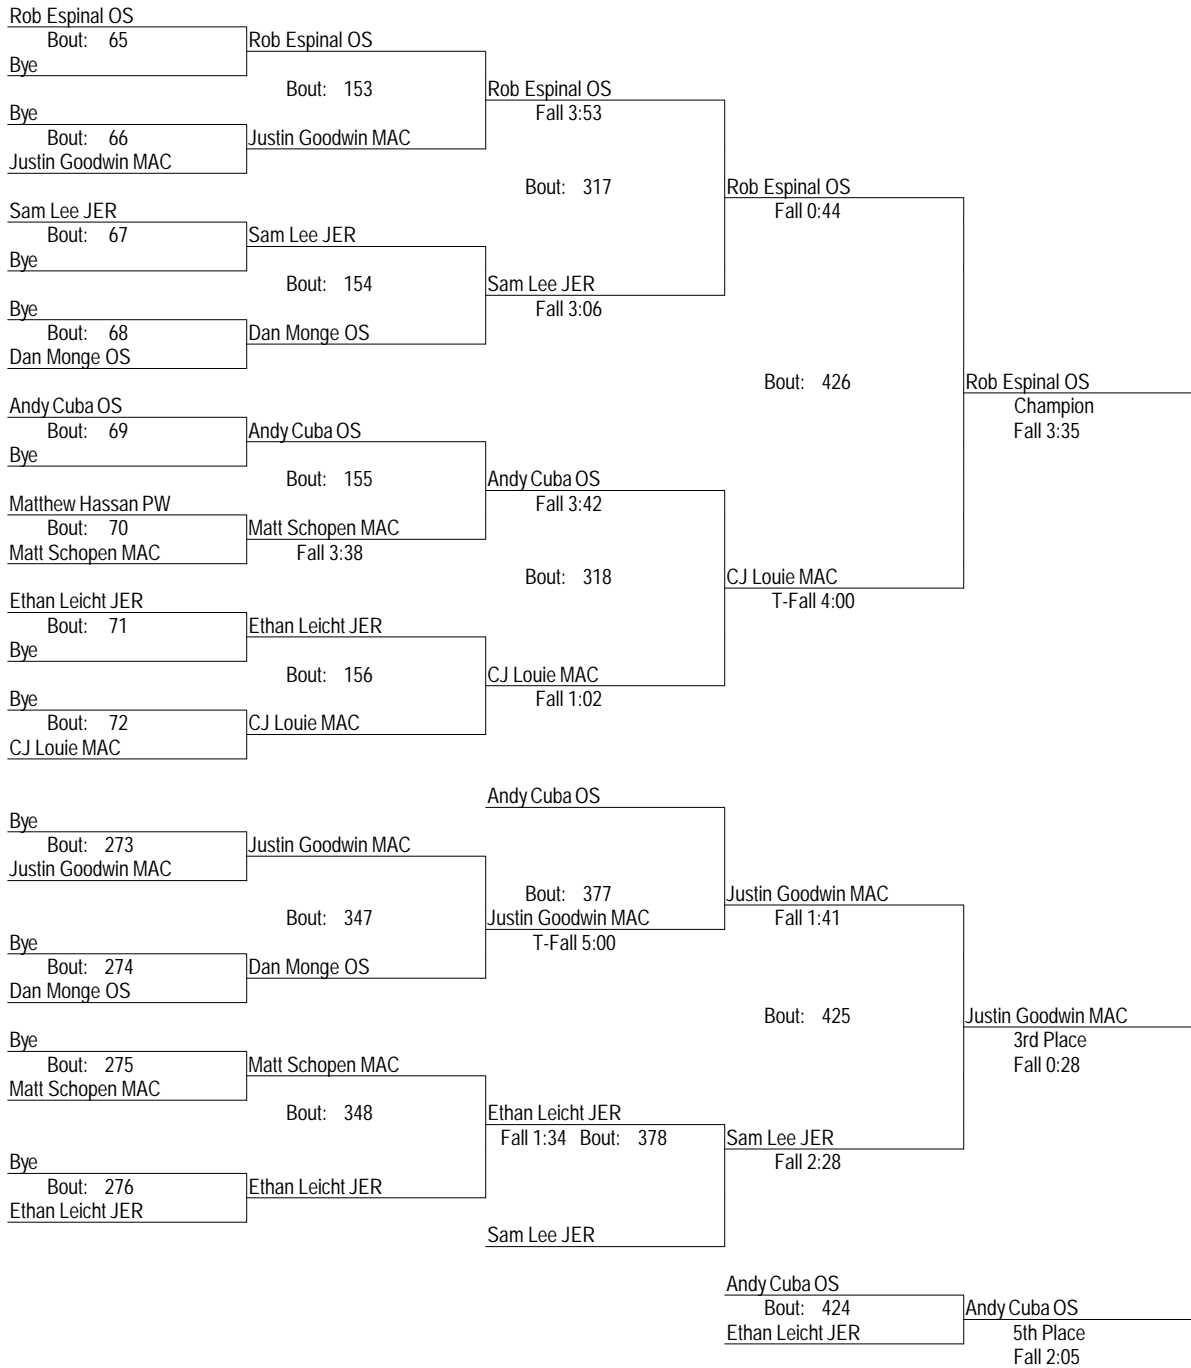 Rob Espinal OS
Bout: 65
Rob Espinal OS
Bye
Bout: 153
Rob Espinal OS
Bye
Fall 3:53
Bout: 66
Justin Goodwin MAC
Justin Goodwin MAC
Bout: 317
Rob Espinal OS
Sam Lee JER
Fall 0:44
Bout: 67
Sam Lee JER
Bye
Bout: 154
Sam Lee JER
Bye
Fall 3:06
Bout: 68
Dan Monge OS
Dan Monge OS
Bout: 426
Rob Espinal OS
Andy Cuba OS
Champion
Bout: 69
Andy Cuba OS
Fall 3:35
Bye
Bout: 155
Andy Cuba OS
Matthew Hassan PW
Fall 3:42
Bout: 70
Matt Schopen MAC
Matt Schopen MAC
Fall 3:38
Bout: 318
CJ Louie MAC
Ethan Leicht JER
T-Fall 4:00
Bout: 71
Ethan Leicht JER
Bye
Bout: 156
CJ Louie MAC
Bye
Fall 1:02
Bout: 72
CJ Louie MAC
CJ Louie MAC
Andy Cuba OS
Bye
Bout: 273
Justin Goodwin MAC
Justin Goodwin MAC
Bout: 377
Justin Goodwin MAC
Bout: 347
Justin Goodwin MAC
Fall 1:41
Bye
T-Fall 5:00
Bout: 274
Dan Monge OS
Dan Monge OS
Bout: 425
Justin Goodwin MAC
Bye
3rd Place
Bout: 275
Matt Schopen MAC
Fall 0:28
Matt Schopen MAC
Bout: 348
Ethan Leicht JER
Fall 1:34 Bout: 378
Sam Lee JER
Bye
Fall 2:28
Bout: 276
Ethan Leicht JER
Ethan Leicht JER
Sam Lee JER
Andy Cuba OS
Bout: 424
Andy Cuba OS
Ethan Leicht JER
5th Place
Fall 2:05